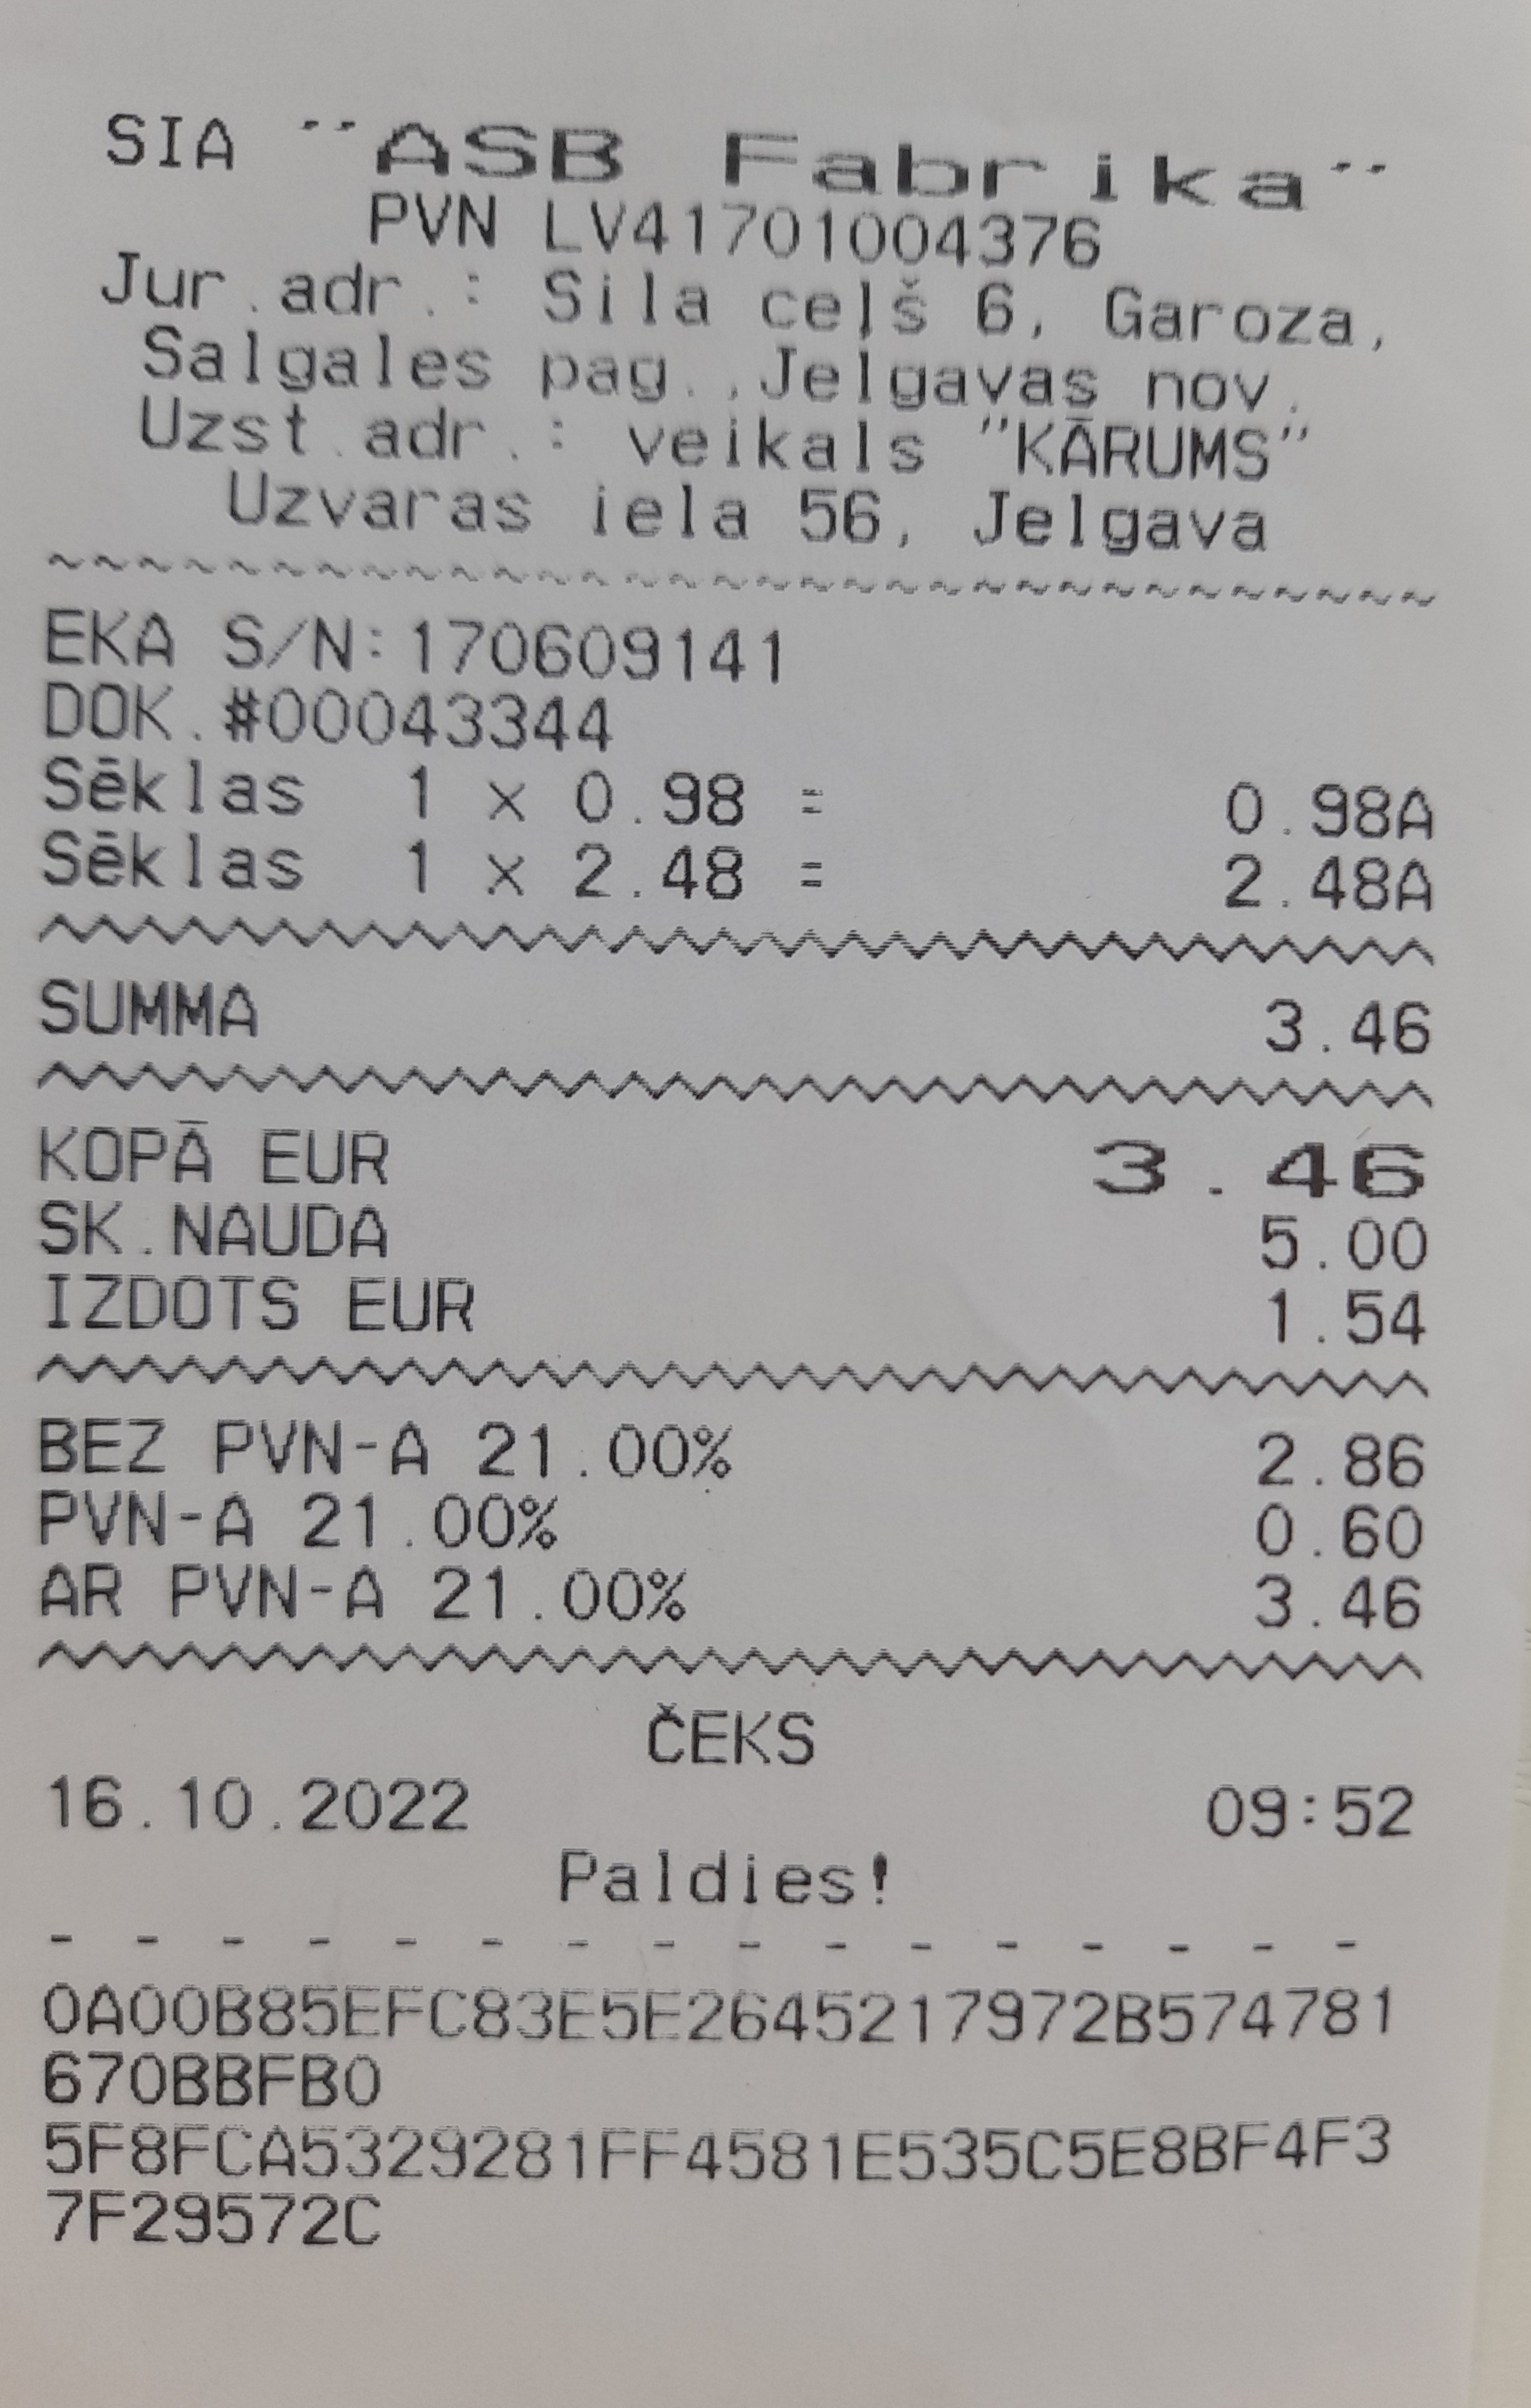 SIA "ASB Fabrika"
PVN LV41701004376
Jur.adr.: Sila ceļš 6, Garoza,
Salgales pag.,Jelgavas nov.
Uzst.adr.: veikals "KĀRUMS"
Uzvaras iela 56, Jelgava
~~~~~~~~~~~~~~~~~~~~~~~~~~~~~~~~
EKA S/N:170609141
DOK.#00043344
Sēklas 1 x 0.98 = 0.98A
Sēklas 1 x 2.48 = 2.48A
SUMMA 3.46
KOPĀ EUR 3.46
SK.NAUDA 5.00
IZDOTS EUR 1.54
BEZ PVN-A 21.00% 2.86
PVN-A 21.00% 0.60
AR PVN-A 21.00% 3.46
ČEKS
16.10.2022 09:52
Paldies!
- - - - - - - - - - - - - - - -
0A00B85EFC83E5E2645217972B574781
670BBFB0
5F8FCA5329281FF4581E535C5E8BF4F3
7F29572C